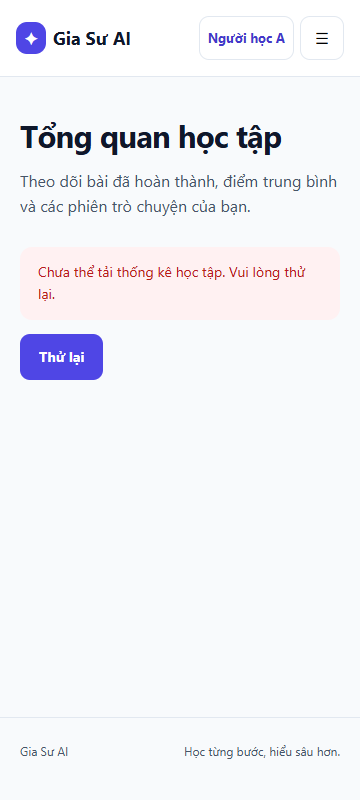 Gia Sư AI
Người học A
Tổng quan học tập
Theo dõi bài đã hoàn thành, điểm trung bình
và các phiên trò chuyện của bạn.
Chưa thể tải thống kê học tập. Vui lòng thử
lại.
Thử lại
Gia Sư AI
Học từng bước, hiểu sâu hơn.